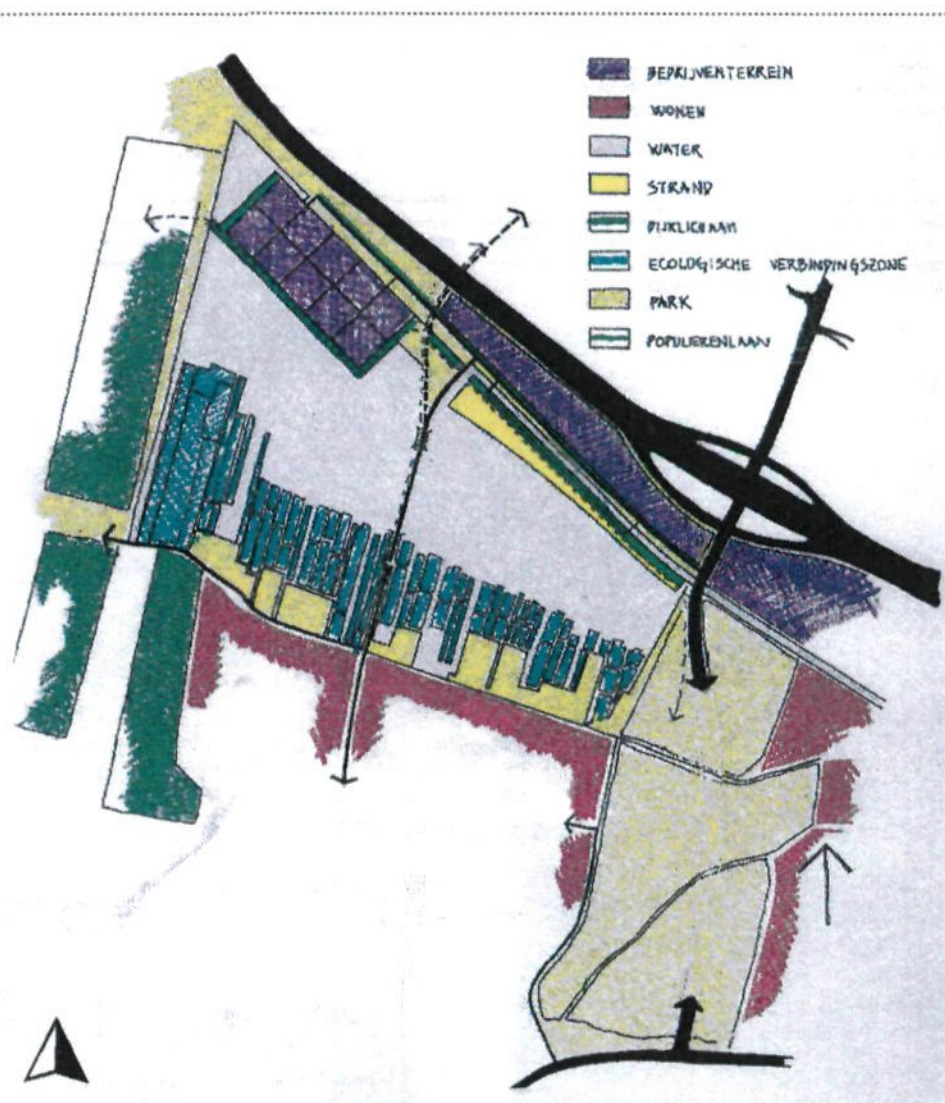 BEDRIJVENTERREIN
WONEN
WATER
STRAND
DIJKLICHAAM
ECOLOGISCHE VERBINDINGSZONE
PARK
POPULIERENLAAN